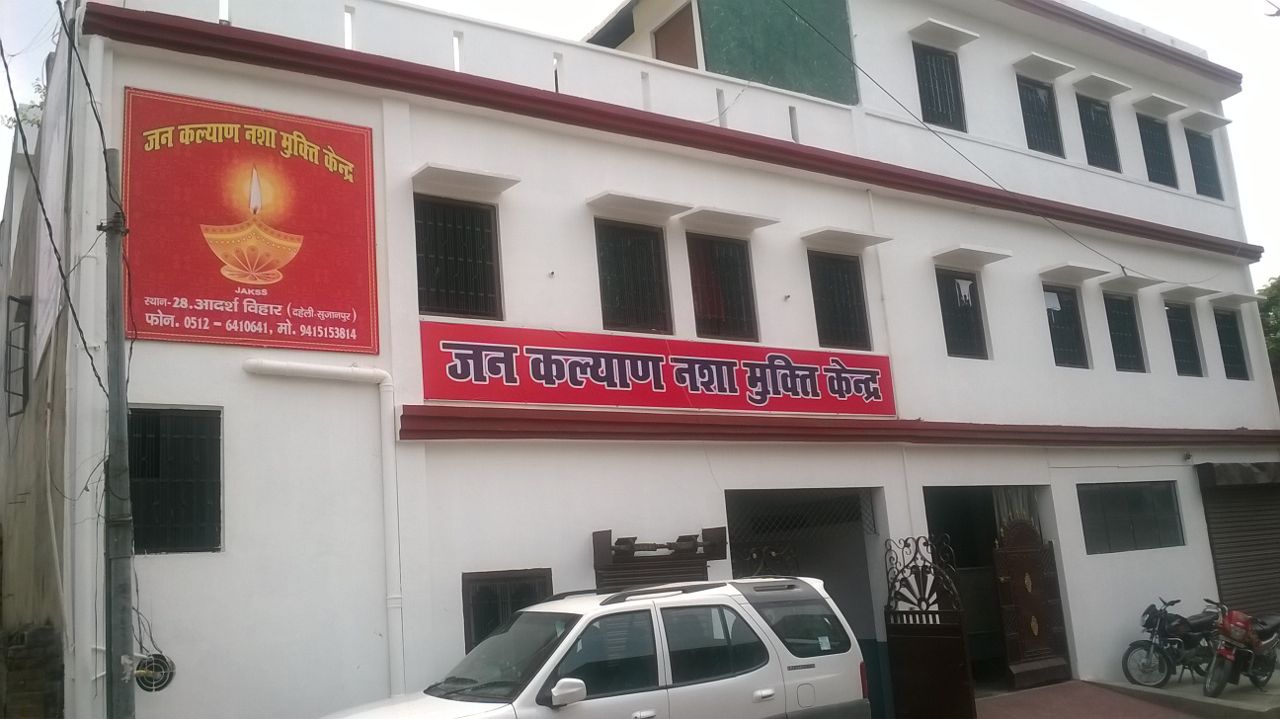 जन कल्याण नशा मुक्ति केन्द्र
JAKSS
स्थान-28. आदर्श विहार (दहेली-सुजानपुर)
फोन. 0512 - 6410641, मो. 9415153814
जन कल्याण नशा मुक्ति केन्द्र